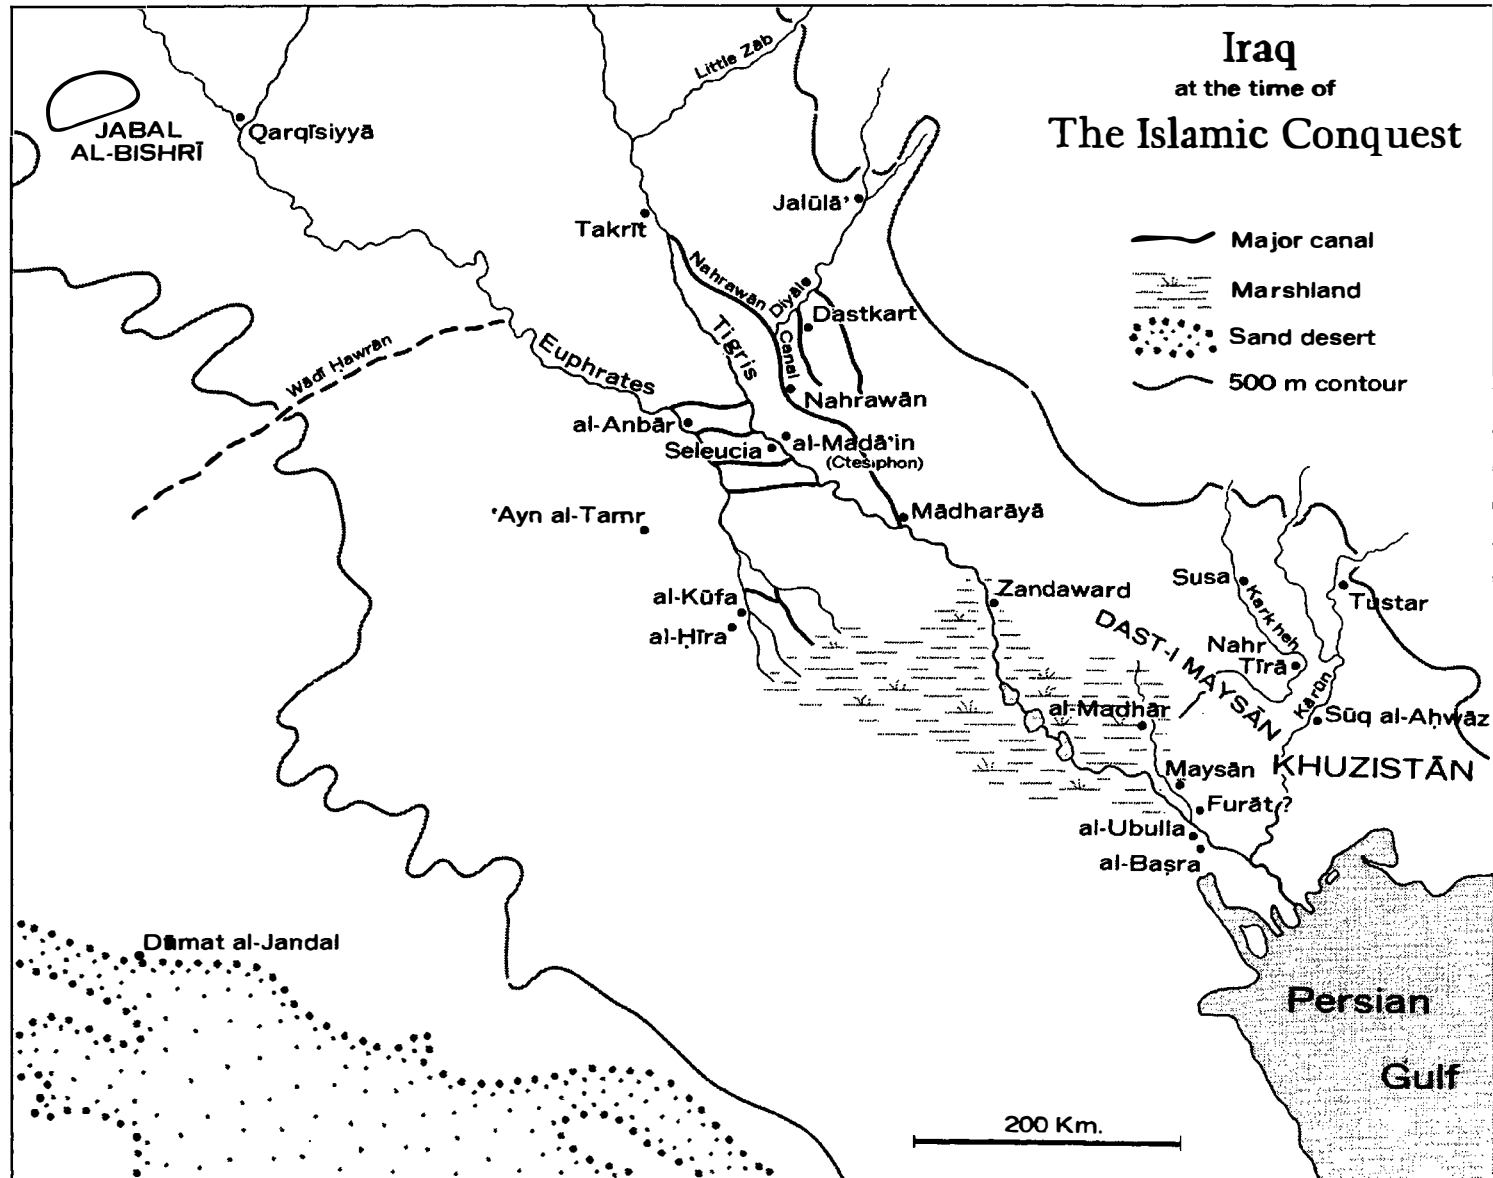 Iraq
at the time of
The Islamic Conquest
Major canal
Marshland
Sand desert
500 m contour
Little Zāb
JABAL
AL-BISHRĪ
Qarqīsiyyā
Jalūlā'
Takrīt
Nahrawān
Canal
Diyāla
Dastkart
Tigris
Euphrates
Wādī Ḥawrān
Nahrawān
al-Anbār
Seleucia
al-Madā'in
(Ctesiphon)
'Ayn al-Tamr
Mādharāyā
al-Kūfa
al-Ḥīra
Zandaward
Susa
Karkheh
Tustar
DAST-I MAYSĀN
Nahr
Tīrā
Kārūn
al-Madhār
Sūq al-Aḥwāz
Maysān
KHUZISTĀN
Furāt ?
al-Ubulla
al-Baṣra
Dūmat al-Jandal
Persian
Gulf
200 Km.